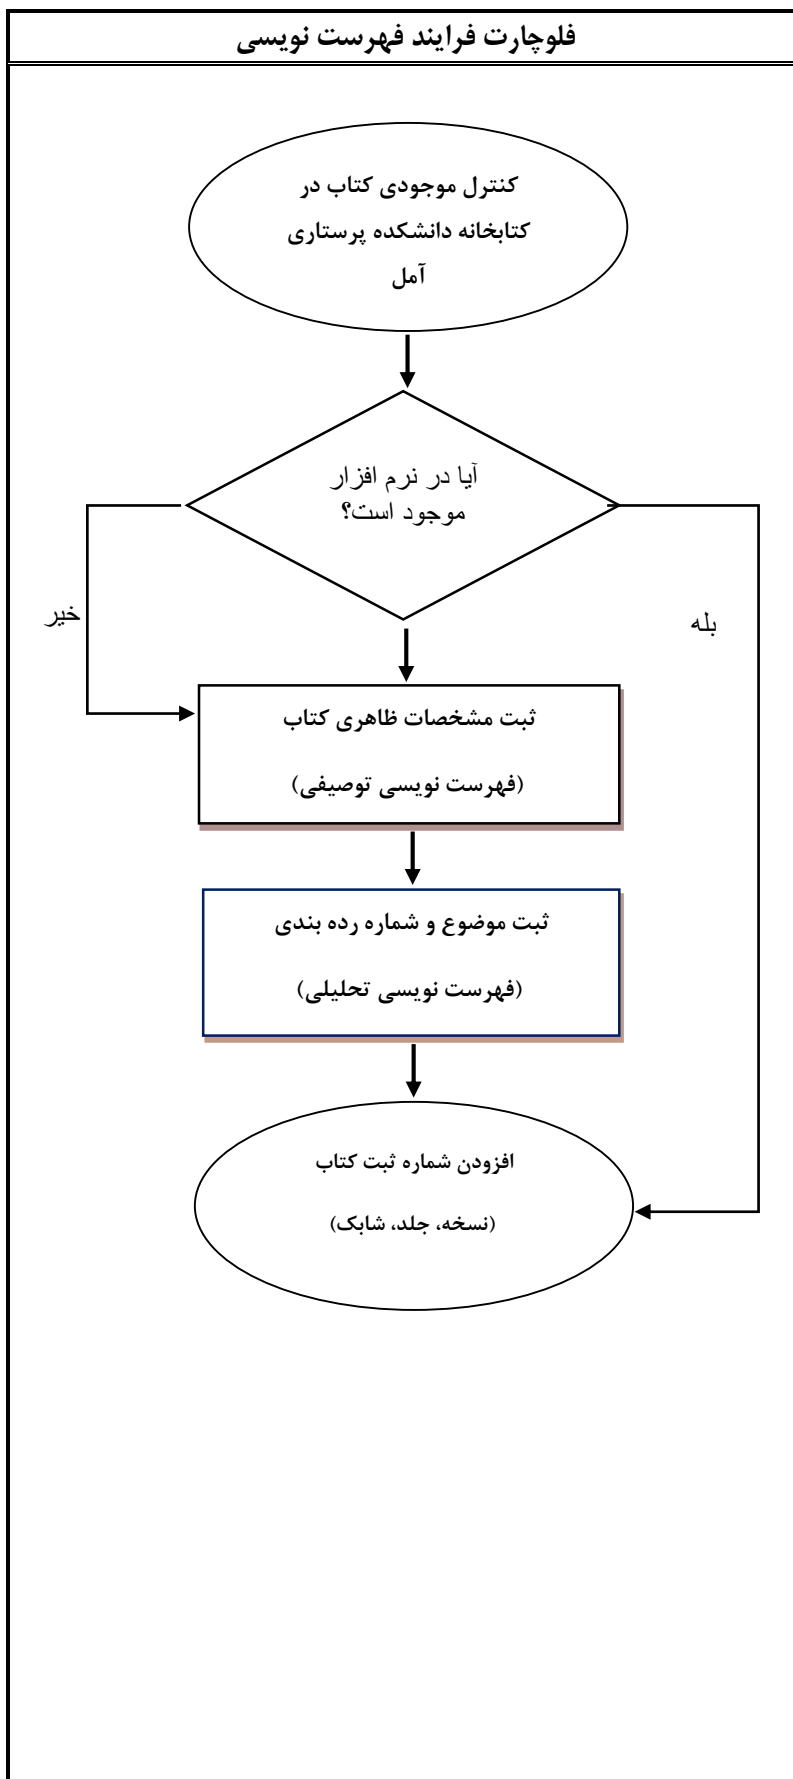 فلوچارت فرایند فهرست نویسی
کنترل موجودی کتاب در
کتابخانه دانشکده پرستاری
آمل
آیا در نرم افزار
موجود است؟
خیر
بله
ثبت مشخصات ظاهری کتاب
(فهرست نویسی توصیفی)
ثبت موضوع و شماره رده بندی
(فهرست نویسی تحلیلی)
افزودن شماره ثبت کتاب
(نسخه، جلد، شابک)